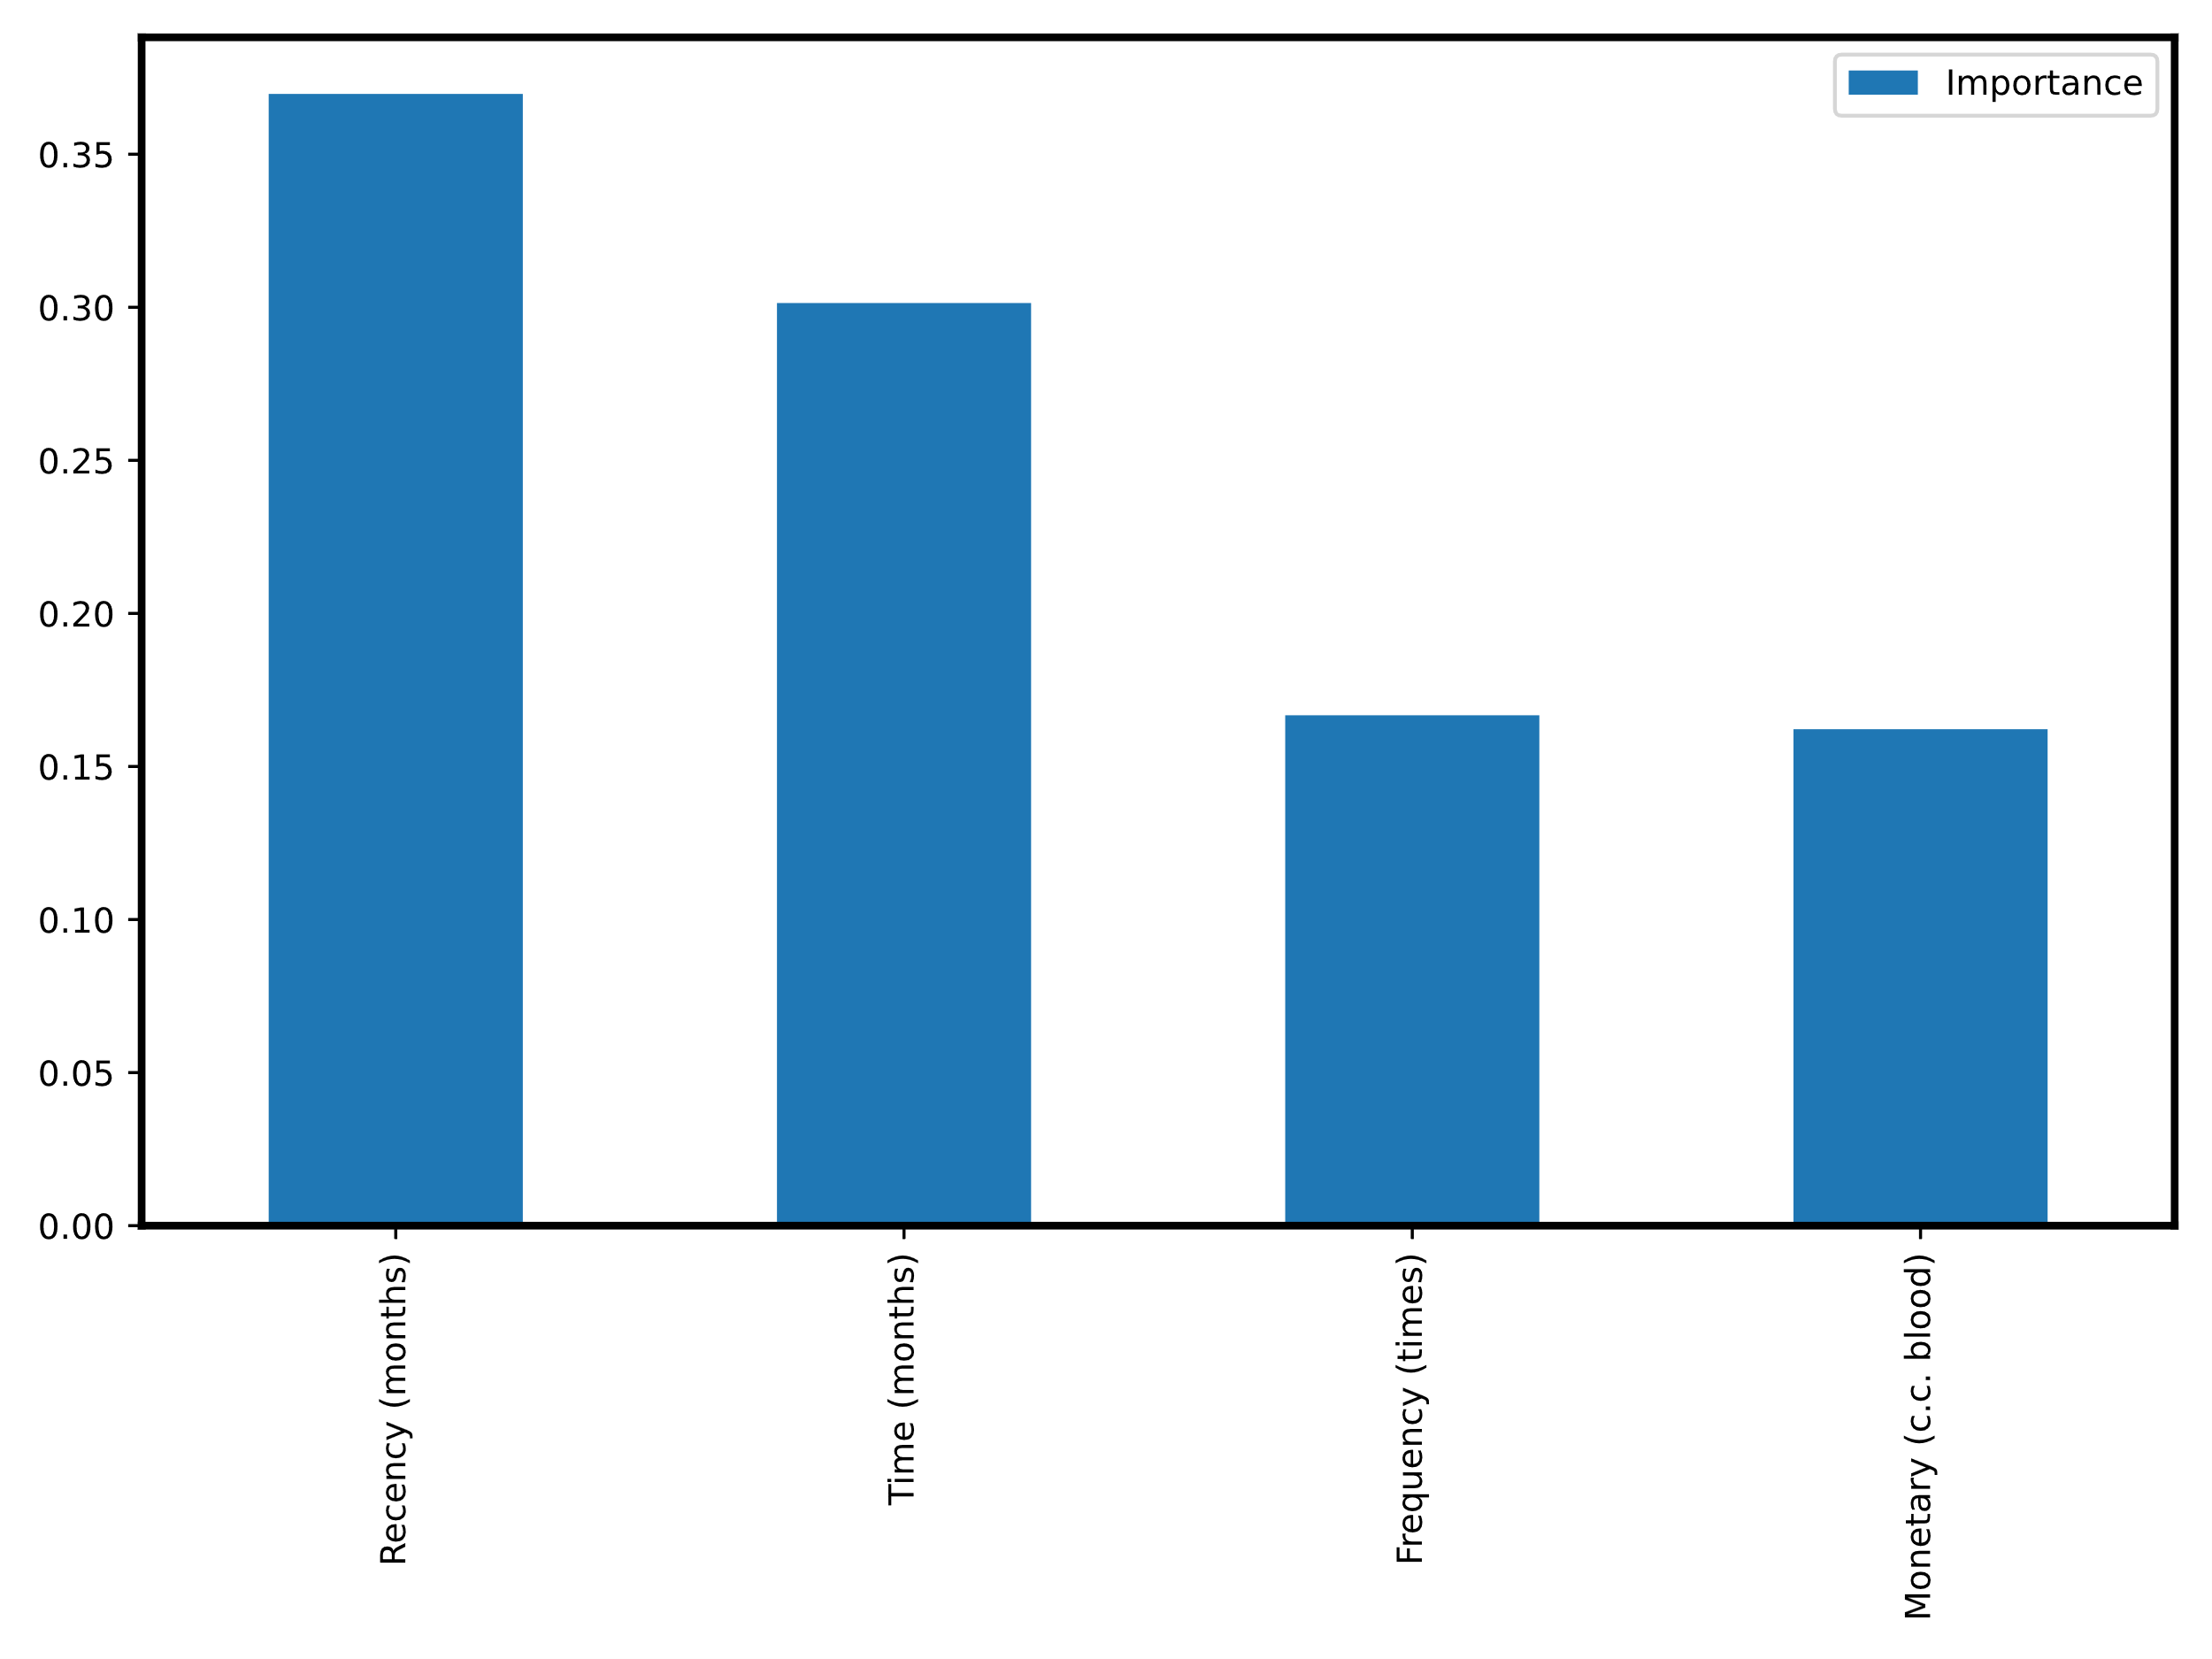 Importance
0.35
0.30
0.25
0.20
0.15
0.10
0.05
0.00
Recency (months)
Time (months)
Frequency (times)
Monetary (c.c. blood)